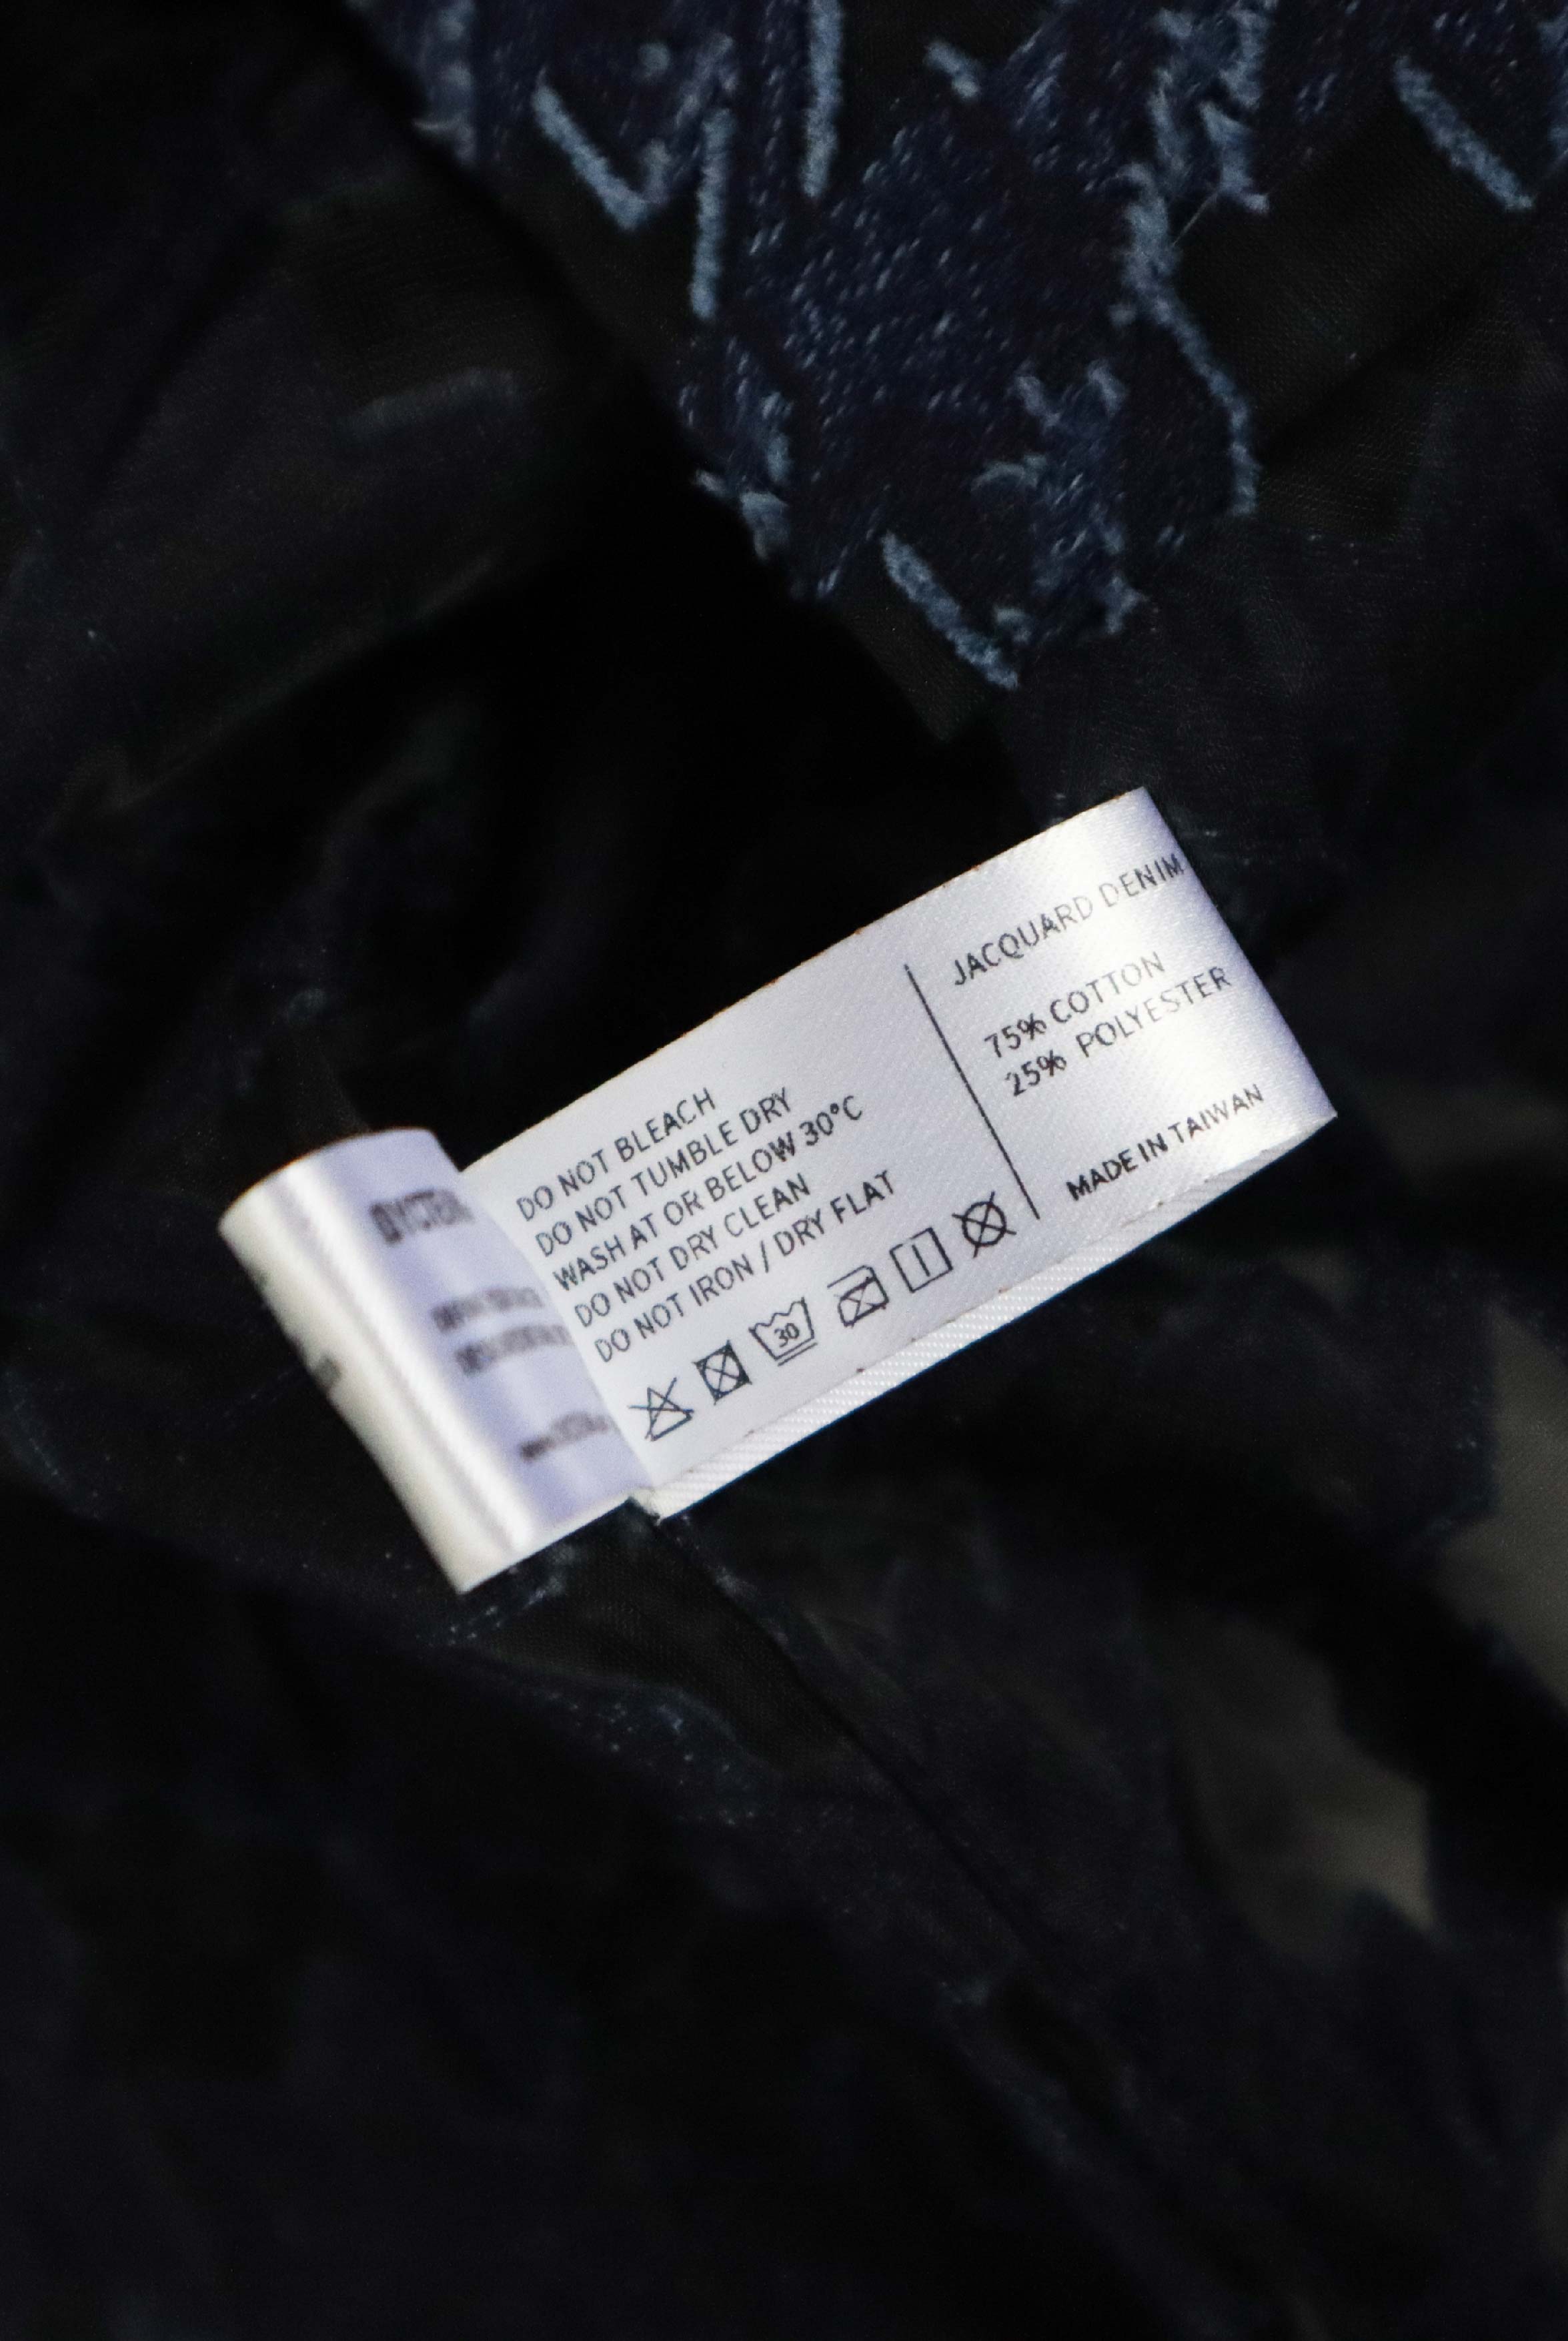 JACQUARD DENIM
75% COTTON
25% POLYESTER
MADE IN TAIWAN
DO NOT BLEACH
DO NOT TUMBLE DRY
WASH AT OR BELOW 30°C
DO NOT DRY CLEAN
DO NOT IRON / DRY FLAT
30